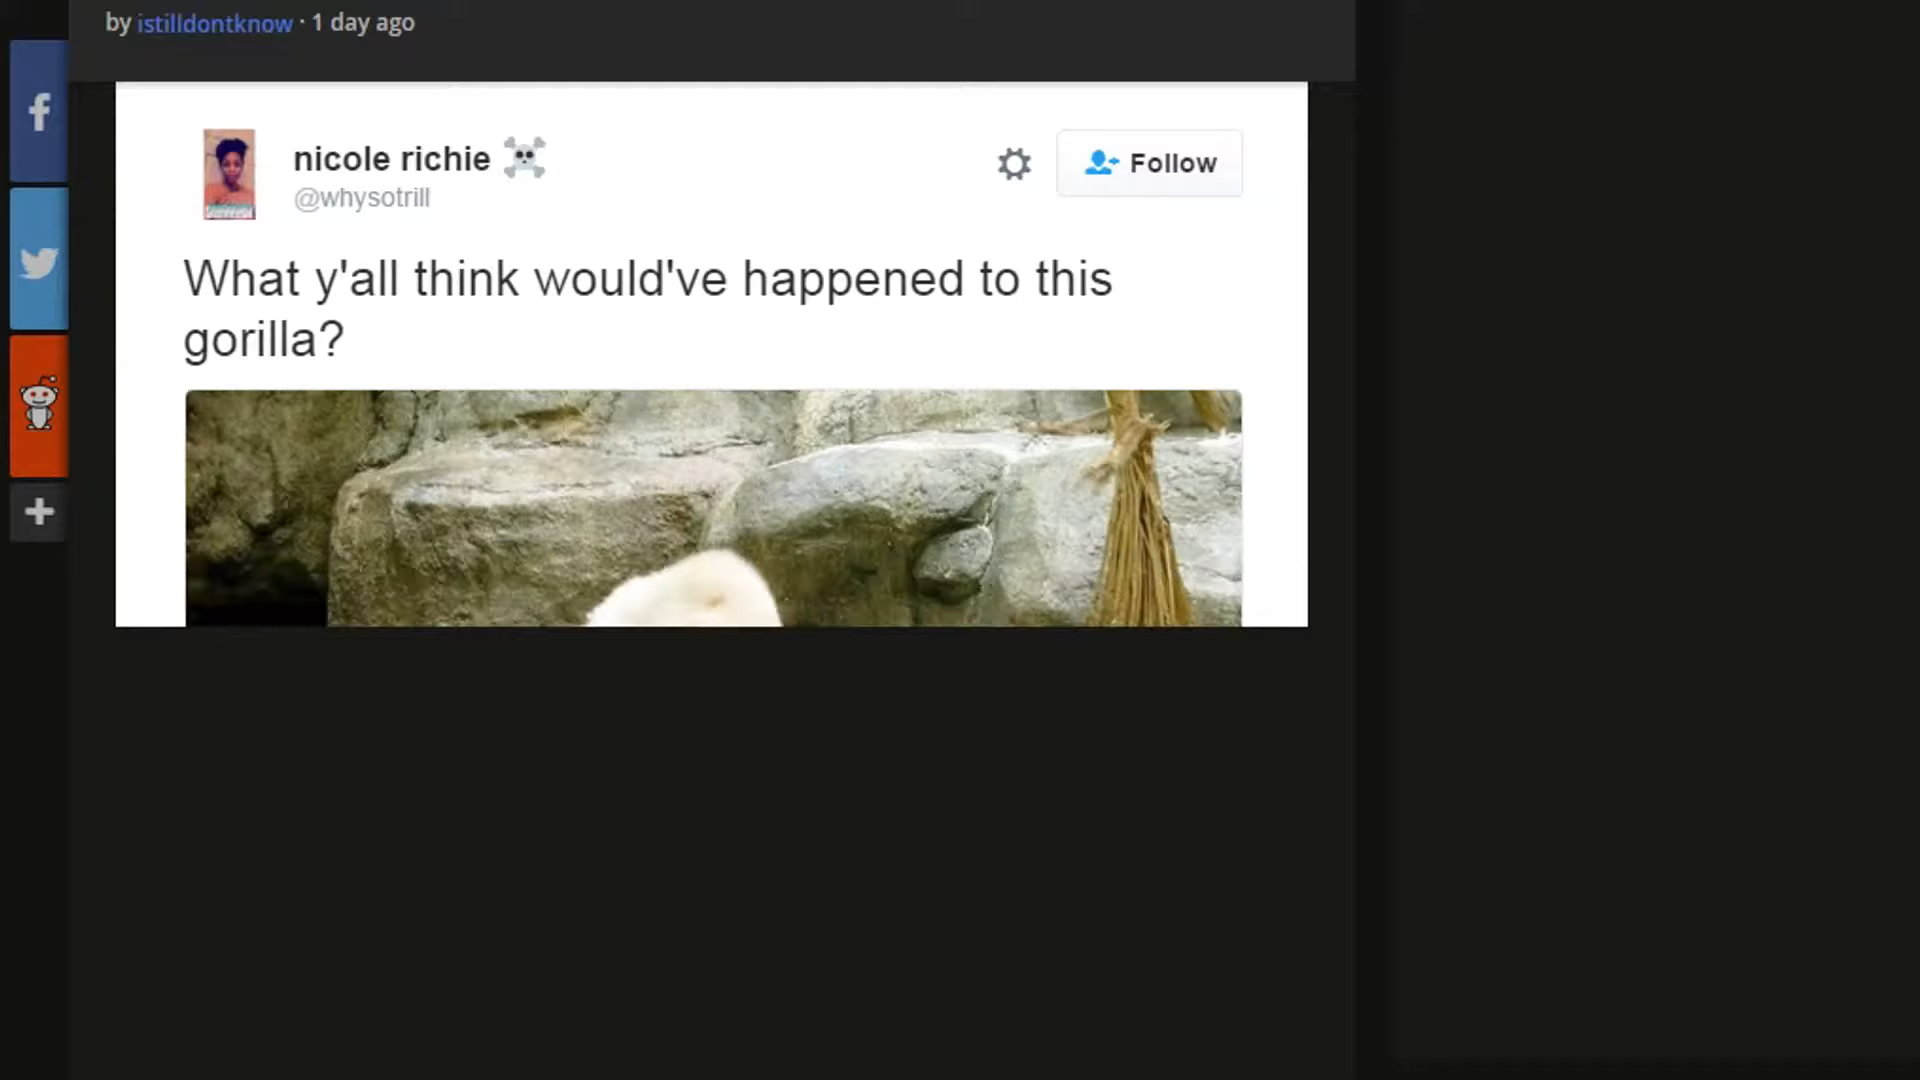 by istilldontknow · 1 day ago
nicole richie ☠
@whysotrill
Follow
What y'all think would've happened to this
gorilla?